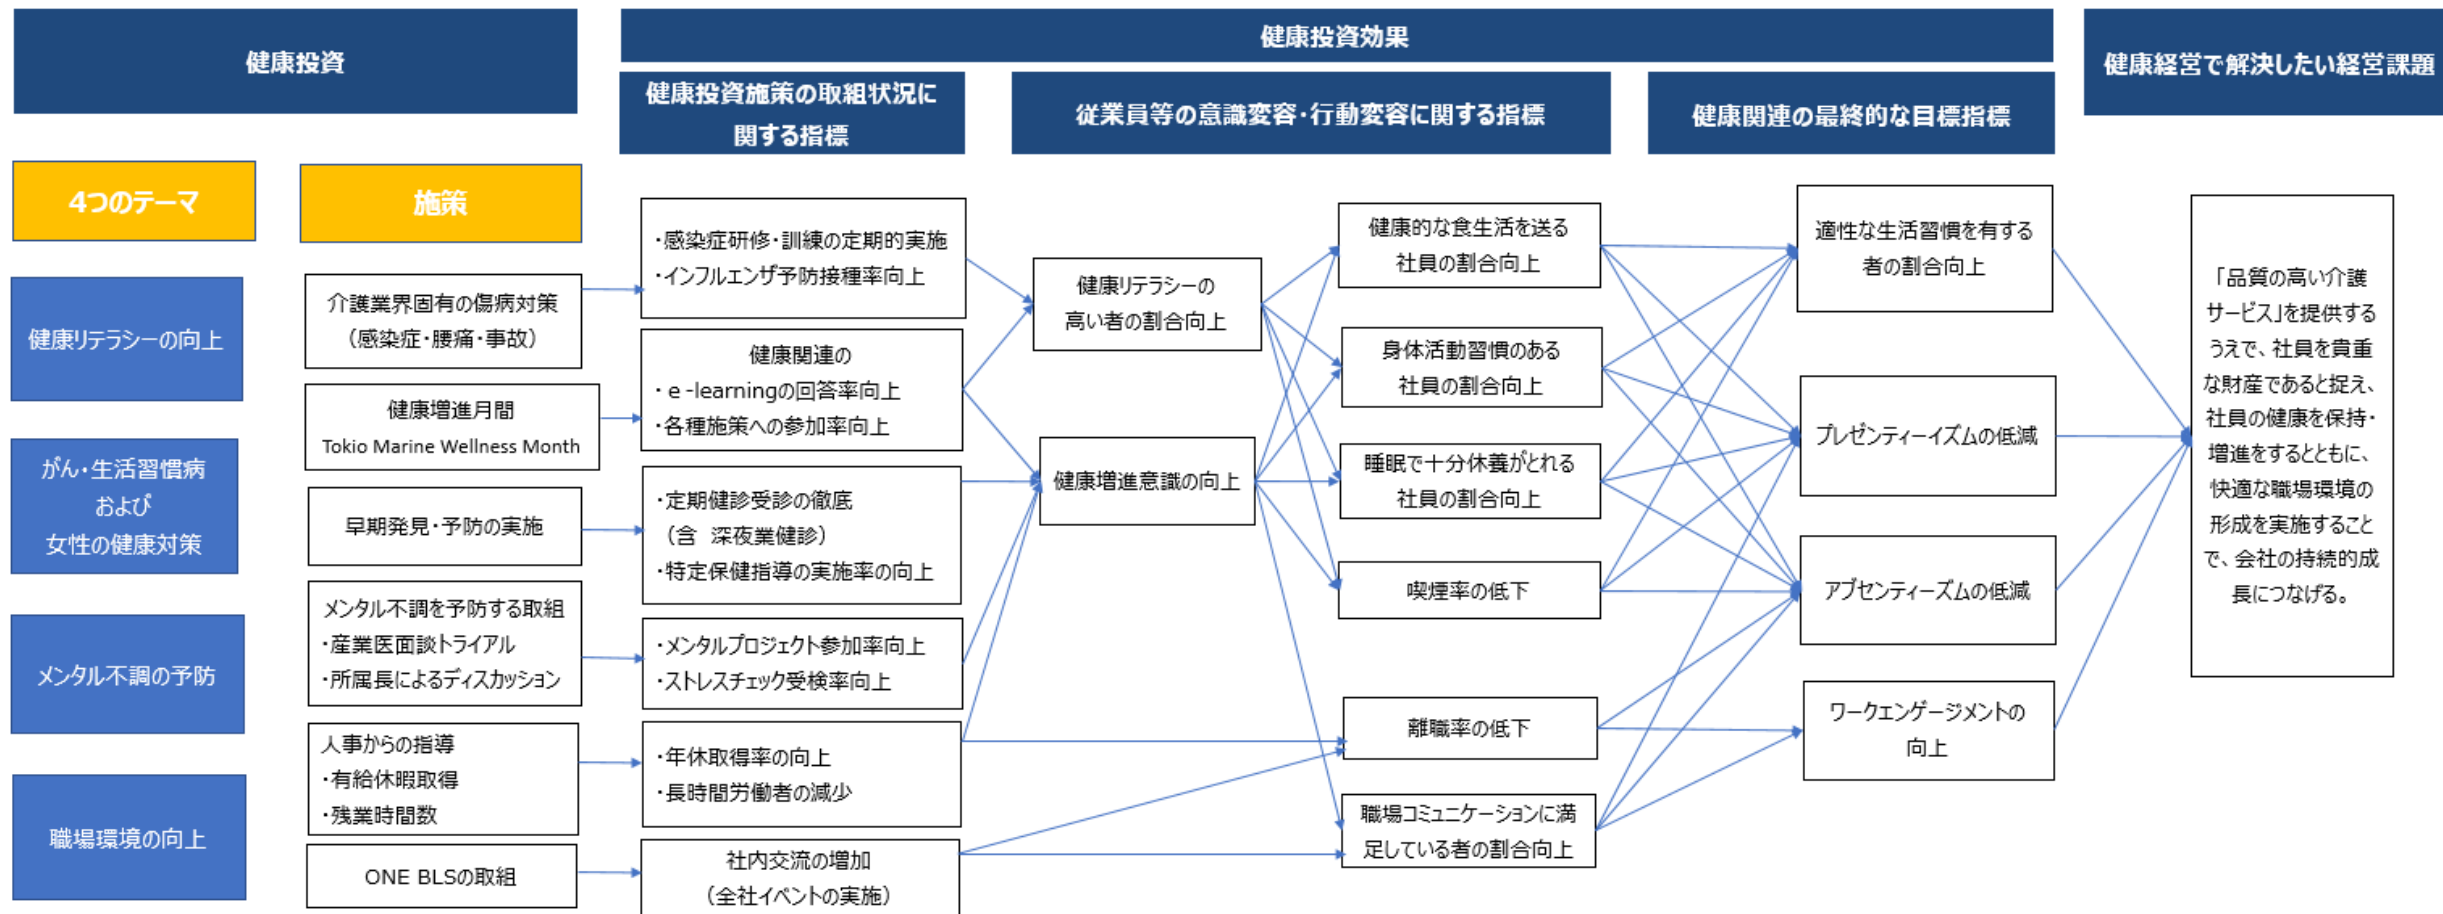 健康投資
健康投資効果
健康経営で解決したい経営課題
健康投資施策の取組状況に
関する指標
従業員等の意識変容・行動変容に関する指標
健康関連の最終的な目標指標
4つのテーマ
施策
健康リテラシーの向上
がん・生活習慣病
および
女性の健康対策
メンタル不調の予防
職場環境の向上
介護業界固有の傷病対策
(感染症・腰痛・事故)
健康増進月間
Tokio Marine Wellness Month
早期発見・予防の実施
メンタル不調を予防する取組
・産業医面談トライアル
・所属長によるディスカッション
人事からの指導
・有給休暇取得
・残業時間数
ONE BLSの取組
・感染症研修・訓練の定期的実施
・インフルエンザ予防接種率向上
健康関連の
・e-learningの回答率向上
・各種施策への参加率向上
・定期健診受診の徹底
(含 深夜業健診)
・特定保健指導の実施率の向上
・メンタルプロジェクト参加率向上
・ストレスチェック受検率向上
・年休取得率の向上
・長時間労働者の減少
社内交流の増加
(全社イベントの実施)
健康リテラシーの
高い者の割合向上
健康増進意識の向上
健康的な食生活を送る
社員の割合向上
身体活動習慣のある
社員の割合向上
睡眠で十分休養がとれる
社員の割合向上
喫煙率の低下
離職率の低下
職場コミュニケーションに満
足している者の割合向上
適性な生活習慣を有する
者の割合向上
プレゼンティーイズムの低減
アブセンティーズムの低減
ワークエンゲージメントの
向上
「品質の高い介護
サービス」を提供する
うえで、社員を貴重
な財産であると捉え、
社員の健康を保持・
増進をするとともに、
快適な職場環境の
形成を実施すること
で、会社の持続的成
長につなげる。